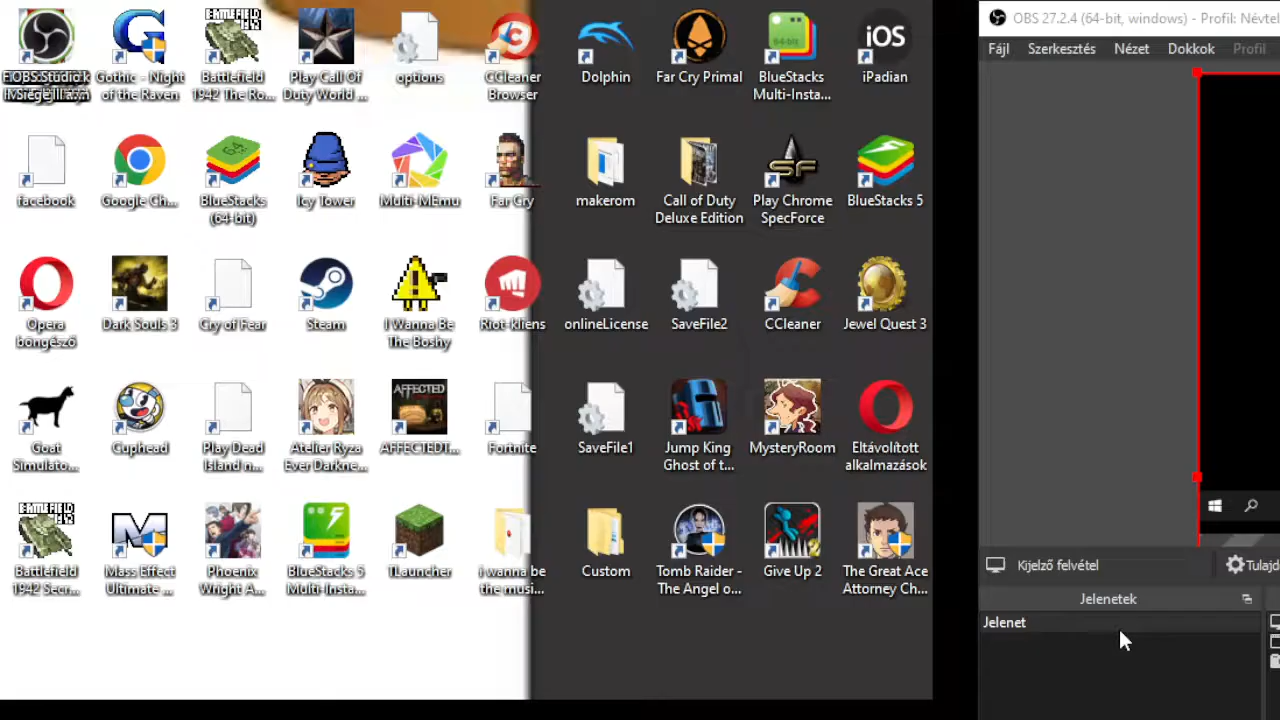 OBS 27.2.4 (64-bit, windows) - Profil: Névtel
Fájl Szerkesztés Nézet Dokkok Profil
Gothic - Night
of the Raven
Battlefield
1942 The Ro...
Play Call Of
Duty World ...
options
CCleaner
Browser
Dolphin
Far Cry Primal
BlueStacks
Multi-Insta...
iOS
iPadian
facebook
Google Ch...
64
BlueStacks
(64-bit)
Icy Tower
Multi-MEmu
Far Cry
makerom
Call of Duty
Deluxe Edition
SF
Play Chrome
SpecForce
BlueStacks 5
Opera
böngésző
Dark Souls 3
Cry of Fear
Steam
I Wanna Be
The Boshy
Riot-kliens
onlineLicense
SaveFile2
CCleaner
Jewel Quest 3
Goat
Simulato...
Cuphead
Play Dead
Island n...
Atelier Ryza
Ever Darkne...
AFFECTED
AFFECTEDT...
Fortnite
SaveFile1
Jump King
Ghost of t...
MysteryRoom
Eltávolított
alkalmazások
Battlefield
1942 Secr...
Mass Effect
Ultimate ...
Phoenix
Wright A...
BlueStacks 5
Multi-Insta...
TLauncher
i wanna be
the musi...
Custom
Tomb Raider -
The Angel o...
Give Up 2
The Great Ace
Attorney Ch...
Kijelző felvétel
Tulajd
Jelenetek
Jelenet